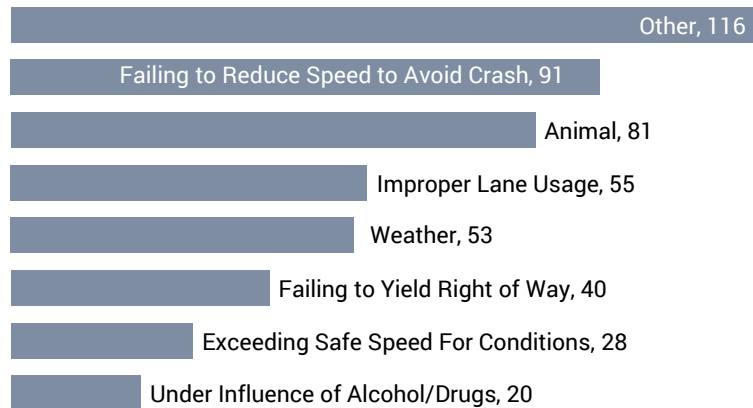 Other, 116
Failing to Reduce Speed to Avoid Crash, 91
Animal, 81
Improper Lane Usage, 55
Weather, 53
Failing to Yield Right of Way, 40
Exceeding Safe Speed For Conditions, 28
Under Influence of Alcohol/Drugs, 20